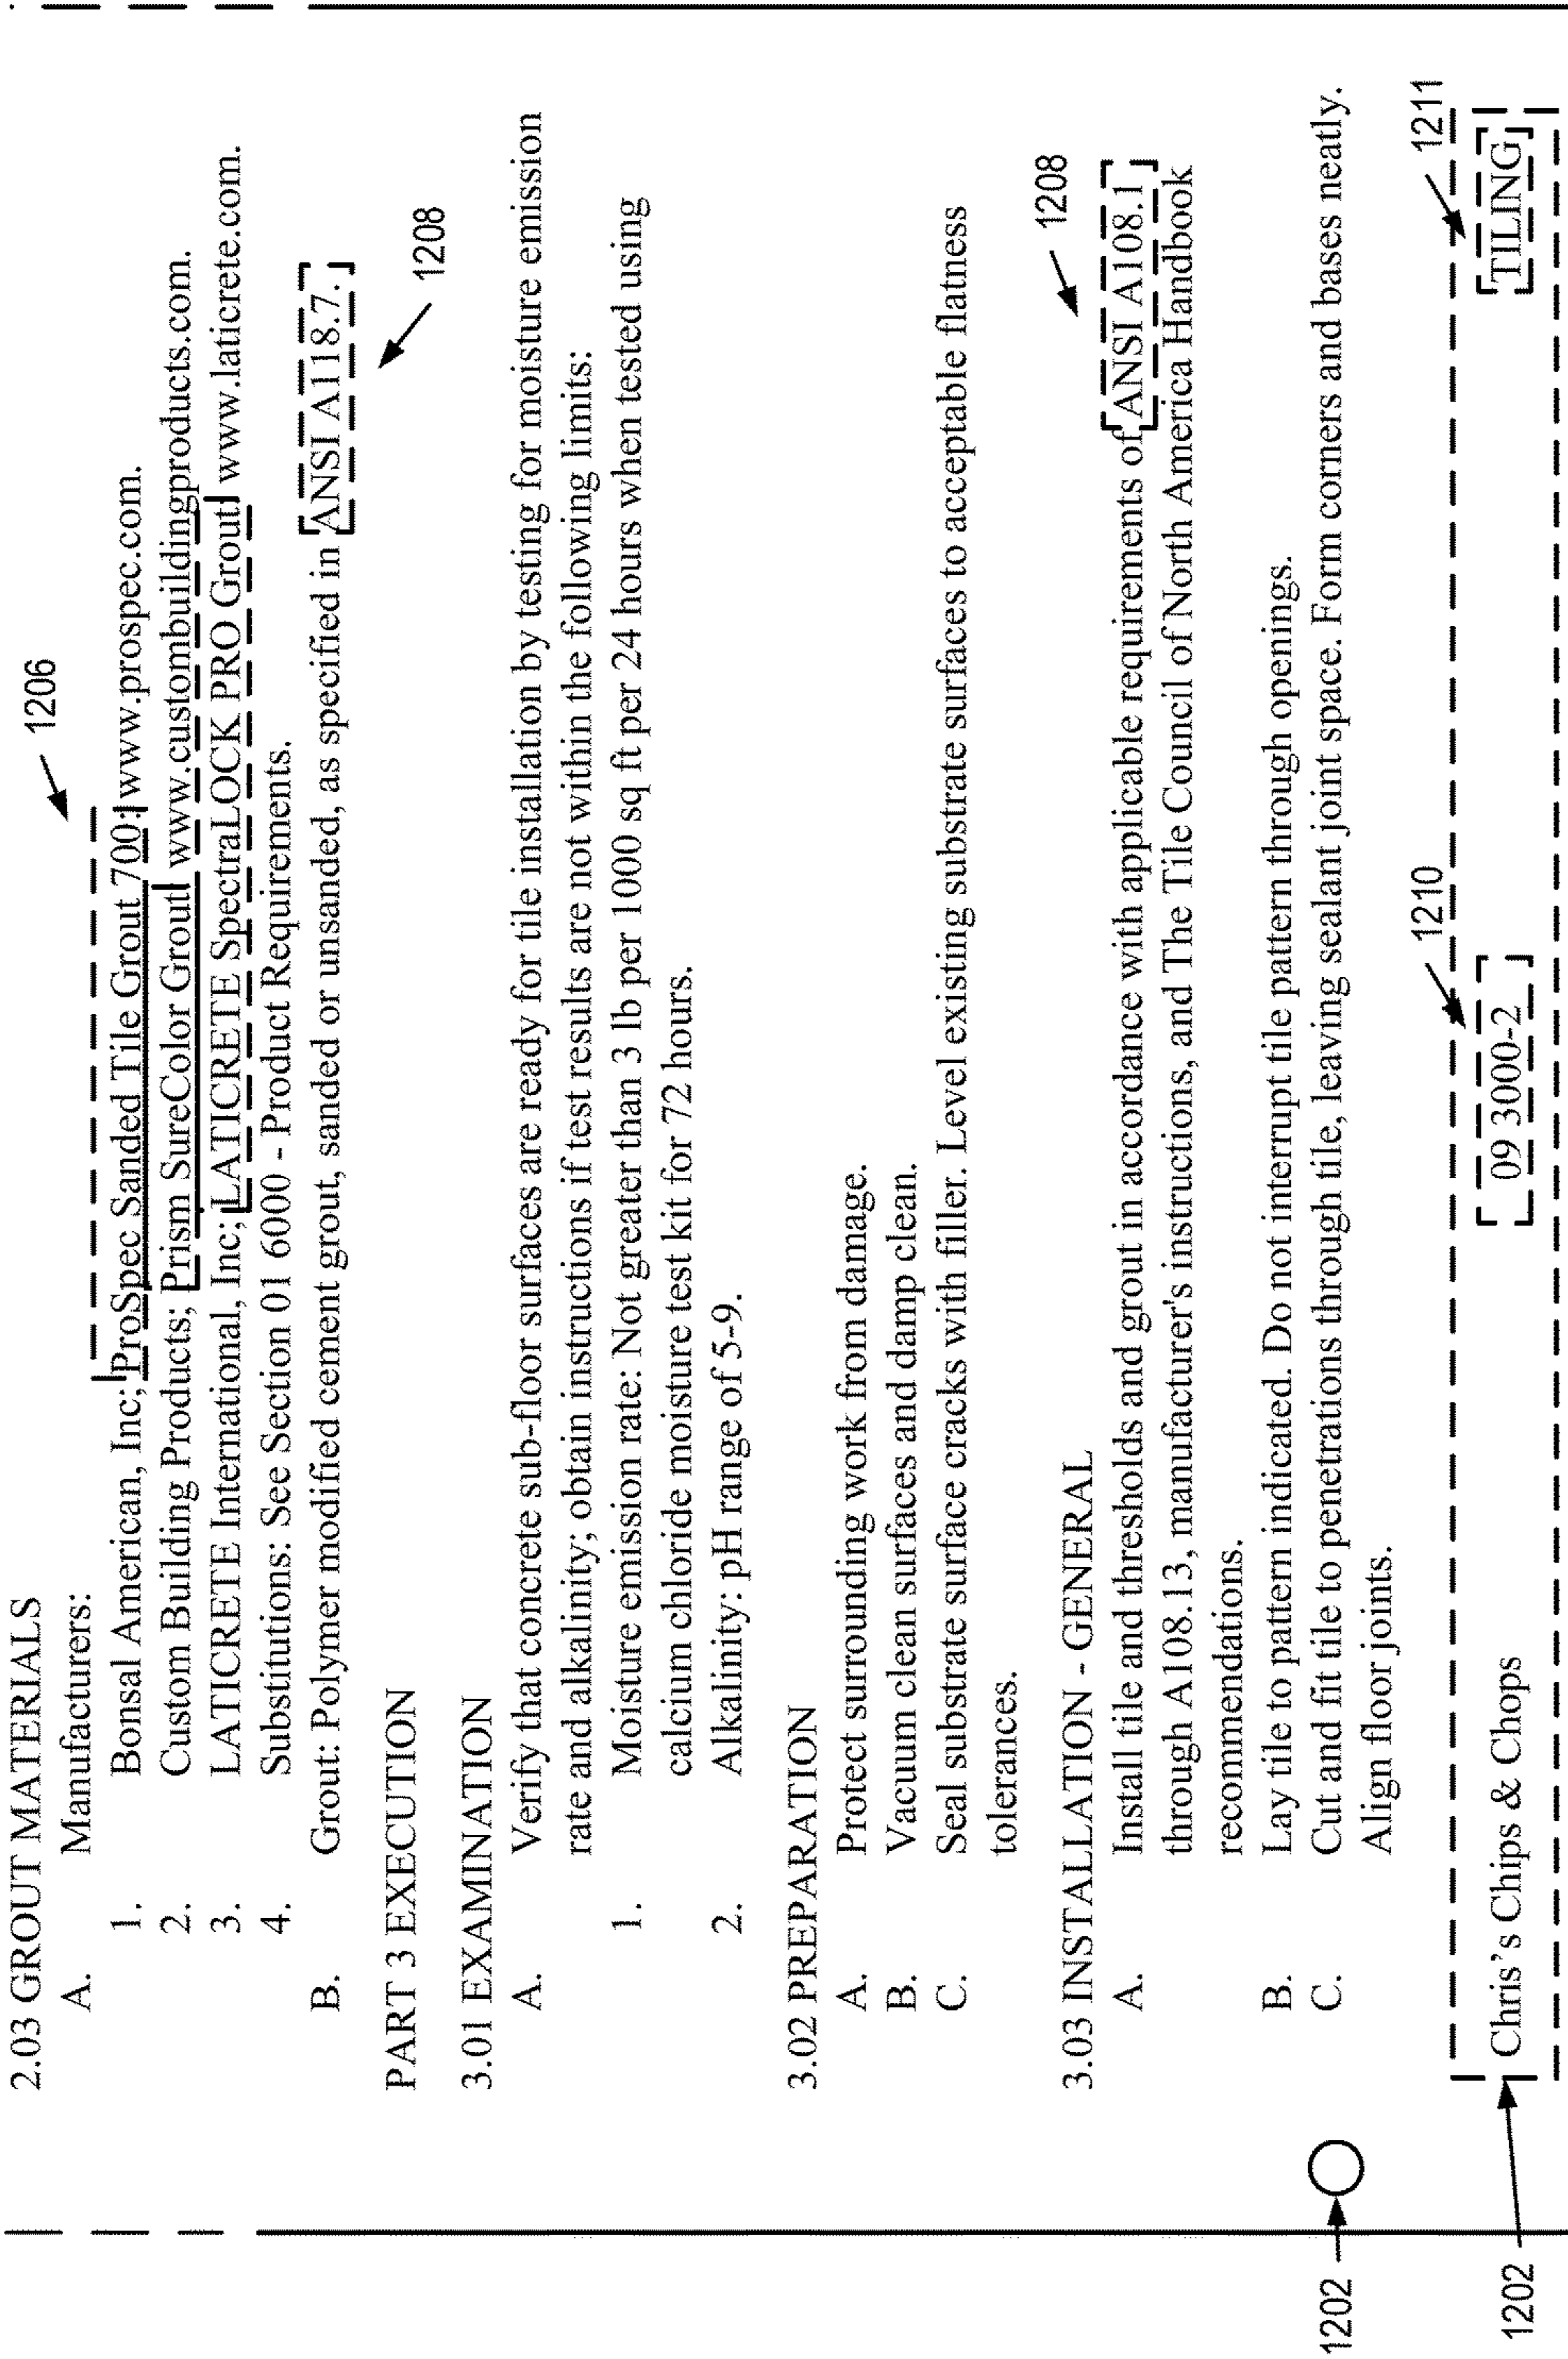 2.03 GROUT MATERIALS
A. Manufacturers:
1206
1. Bonsal American, Inc; ProSpec Sanded Tile Grout 700: www.prospec.com.
2. Custom Building Products; Prism SureColor Grout www.custombuildingproducts.com.
3. LATICRETE International, Inc; LATICRETE SpectraLOCK PRO Grout www.laticrete.com.
4. Substitutions: See Section 01 6000 - Product Requirements.
B. Grout: Polymer modified cement grout, sanded or unsanded, as specified in ANSI A118.7.
1208
PART 3 EXECUTION
3.01 EXAMINATION
A. Verify that concrete sub-floor surfaces are ready for tile installation by testing for moisture emission
rate and alkalinity; obtain instructions if test results are not within the following limits:
1. Moisture emission rate: Not greater than 3 lb per 1000 sq ft per 24 hours when tested using
calcium chloride moisture test kit for 72 hours.
2. Alkalinity: pH range of 5-9.
3.02 PREPARATION
A. Protect surrounding work from damage.
B. Vacuum clean surfaces and damp clean.
C. Seal substrate surface cracks with filler. Level existing substrate surfaces to acceptable flatness
tolerances.
3.03 INSTALLATION - GENERAL
1208
A. Install tile and thresholds and grout in accordance with applicable requirements of ANSI A108.1
through A108.13, manufacturer's instructions, and The Tile Council of North America Handbook
recommendations.
B. Lay tile to pattern indicated. Do not interrupt tile pattern through openings.
1202
C. Cut and fit tile to penetrations through tile, leaving sealant joint space. Form corners and bases neatly.
Align floor joints.
1210
1211
1202
Chris's Chips & Chops 09 3000-2 TILING